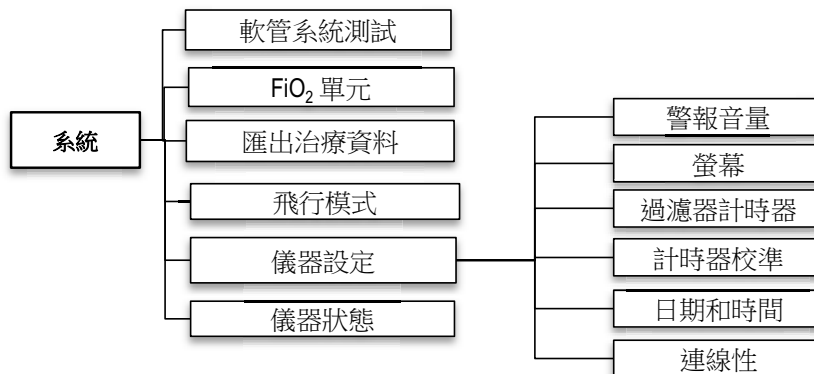 系統
軟管系統測試
FiO₂ 單元
匯出治療資料
飛行模式
儀器設定
儀器狀態
警報音量
螢幕
過濾器計時器
計時器校準
日期和時間
連線性